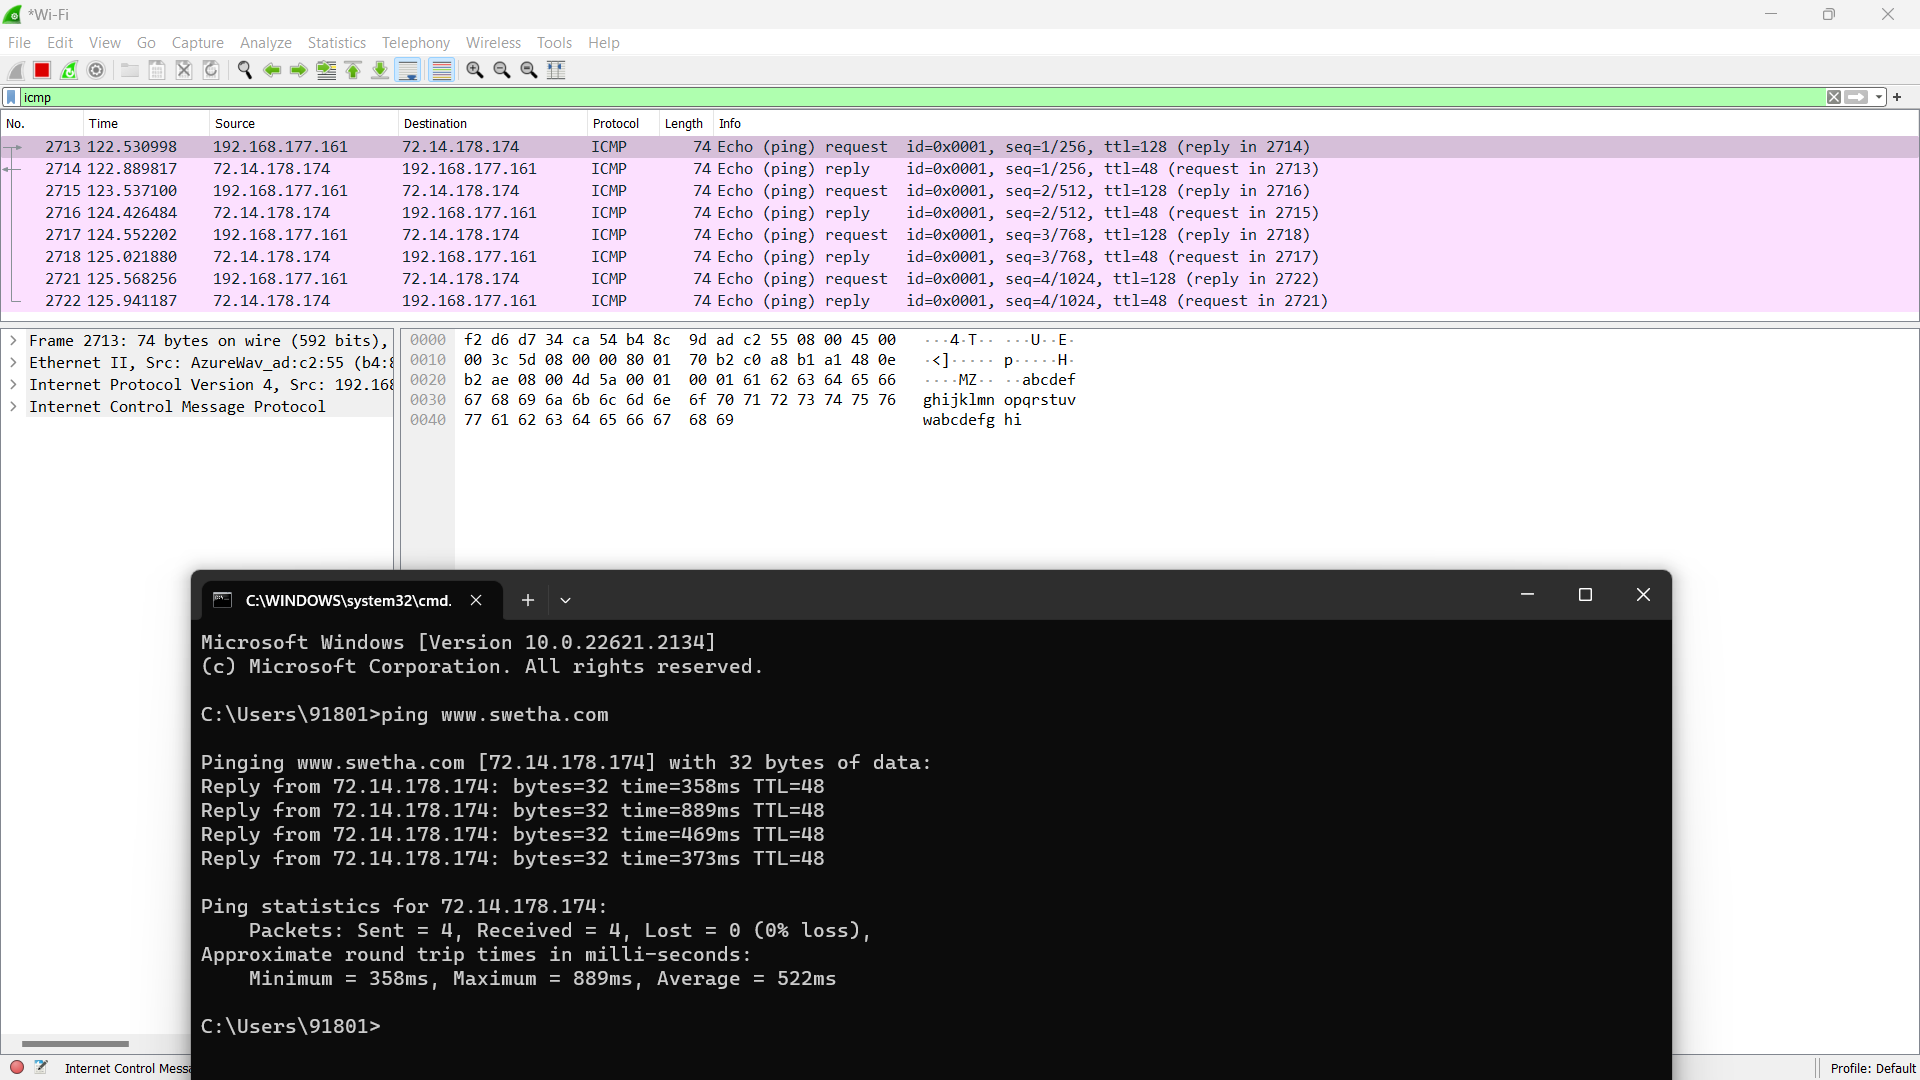 *Wi-Fi
File Edit View Go Capture Analyze Statistics Telephony Wireless Tools Help
icmp
No. Time Source Destination Protocol Length Info
2713 122.530998 192.168.177.161 72.14.178.174 ICMP 74 Echo (ping) request id=0x0001, seq=1/256, ttl=128 (reply in 2714)
2714 122.889817 72.14.178.174 192.168.177.161 ICMP 74 Echo (ping) reply id=0x0001, seq=1/256, ttl=48 (request in 2713)
2715 123.537100 192.168.177.161 72.14.178.174 ICMP 74 Echo (ping) request id=0x0001, seq=2/512, ttl=128 (reply in 2716)
2716 124.426484 72.14.178.174 192.168.177.161 ICMP 74 Echo (ping) reply id=0x0001, seq=2/512, ttl=48 (request in 2715)
2717 124.552202 192.168.177.161 72.14.178.174 ICMP 74 Echo (ping) request id=0x0001, seq=3/768, ttl=128 (reply in 2718)
2718 125.021880 72.14.178.174 192.168.177.161 ICMP 74 Echo (ping) reply id=0x0001, seq=3/768, ttl=48 (request in 2717)
2721 125.568256 192.168.177.161 72.14.178.174 ICMP 74 Echo (ping) request id=0x0001, seq=4/1024, ttl=128 (reply in 2722)
2722 125.941187 72.14.178.174 192.168.177.161 ICMP 74 Echo (ping) reply id=0x0001, seq=4/1024, ttl=48 (request in 2721)
Frame 2713: 74 bytes on wire (592 bits),
Ethernet II, Src: AzureWav_ad:c2:55 (b4:8
Internet Protocol Version 4, Src: 192.168
Internet Control Message Protocol
0000 f2 d6 d7 34 ca 54 b4 8c 9d ad c2 55 08 00 45 00 ···4·T·· ···U··E·
0010 00 3c 5d 08 00 00 80 01 70 b2 c0 a8 b1 a1 48 0e ·<]····· p·····H·
0020 b2 ae 08 00 4d 5a 00 01 00 01 61 62 63 64 65 66 ····MZ·· ··abcdef
0030 67 68 69 6a 6b 6c 6d 6e 6f 70 71 72 73 74 75 76 ghijklmn opqrstuv
0040 77 61 62 63 64 65 66 67 68 69 wabcdefg hi
C:\WINDOWS\system32\cmd.
Microsoft Windows [Version 10.0.22621.2134]
(c) Microsoft Corporation. All rights reserved.
C:\Users\91801>ping www.swetha.com
Pinging www.swetha.com [72.14.178.174] with 32 bytes of data:
Reply from 72.14.178.174: bytes=32 time=358ms TTL=48
Reply from 72.14.178.174: bytes=32 time=889ms TTL=48
Reply from 72.14.178.174: bytes=32 time=469ms TTL=48
Reply from 72.14.178.174: bytes=32 time=373ms TTL=48
Ping statistics for 72.14.178.174:
Packets: Sent = 4, Received = 4, Lost = 0 (0% loss),
Approximate round trip times in milli-seconds:
Minimum = 358ms, Maximum = 889ms, Average = 522ms
C:\Users\91801>
Internet Control Messa
Profile: Default